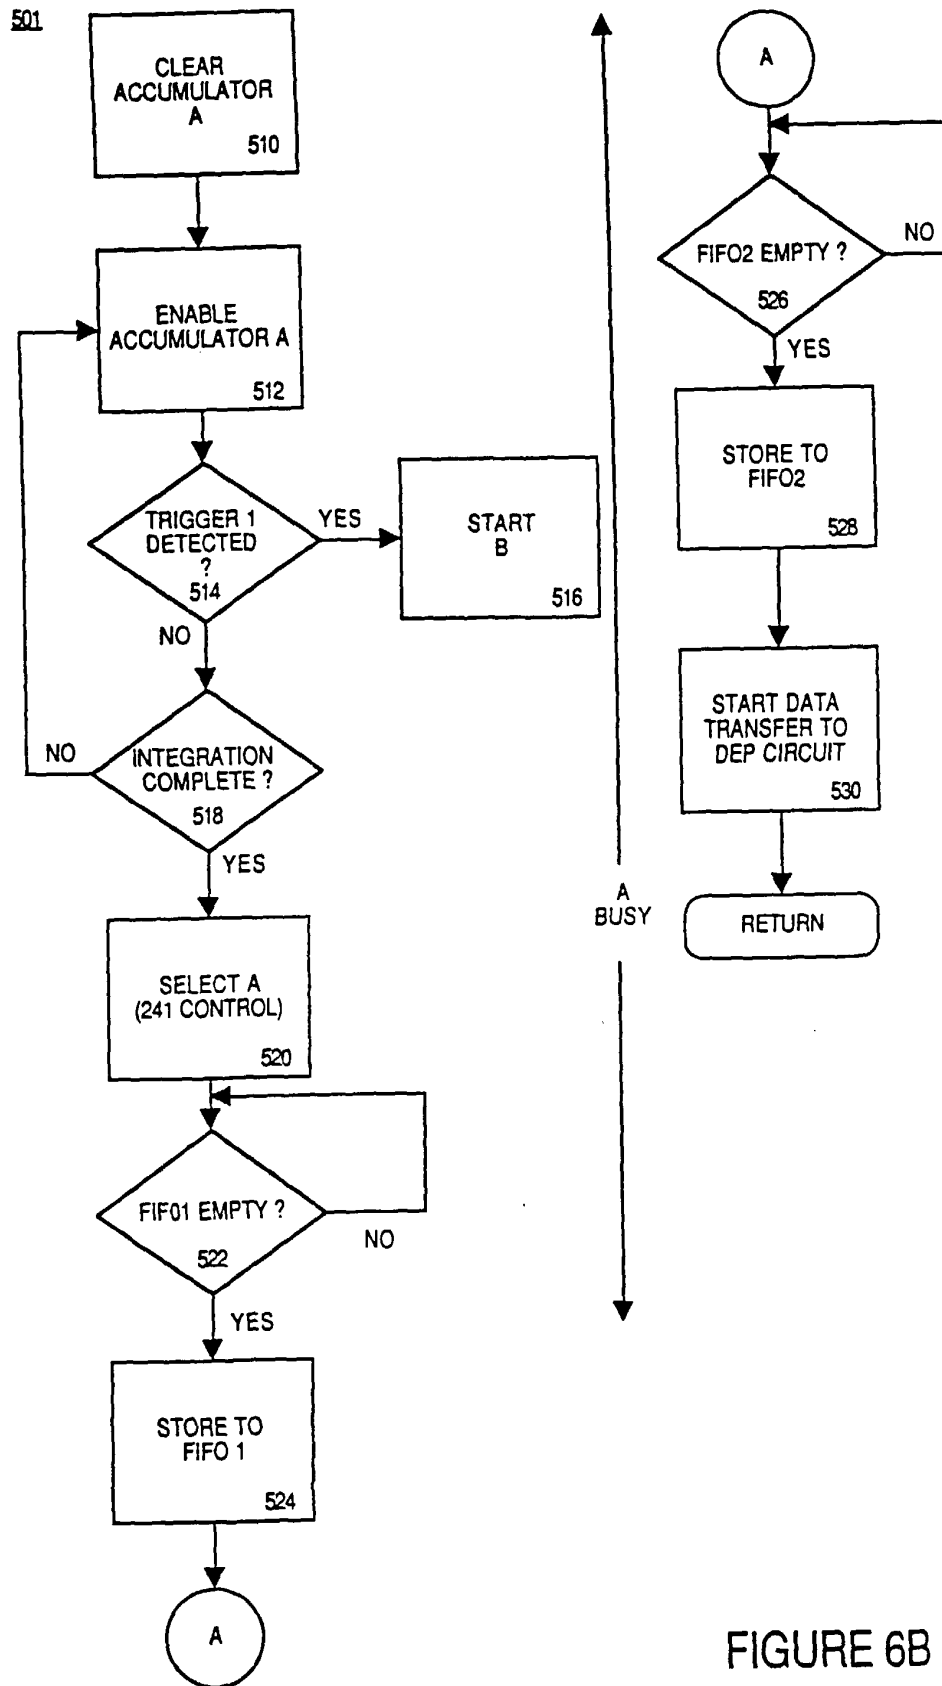 501
CLEAR
ACCUMULATOR
A
510
ENABLE
ACCUMULATOR A
512
TRIGGER 1
DETECTED
?
514
YES
NO
START
B
516
INTEGRATION
COMPLETE ?
518
NO
YES
SELECT A
(241 CONTROL)
520
FIFO1 EMPTY ?
522
NO
YES
STORE TO
FIFO 1
524
A
A
BUSY
A
FIFO2 EMPTY ?
526
NO
YES
STORE TO
FIFO2
528
START DATA
TRANSFER TO
DEP CIRCUIT
530
RETURN
FIGURE 6B